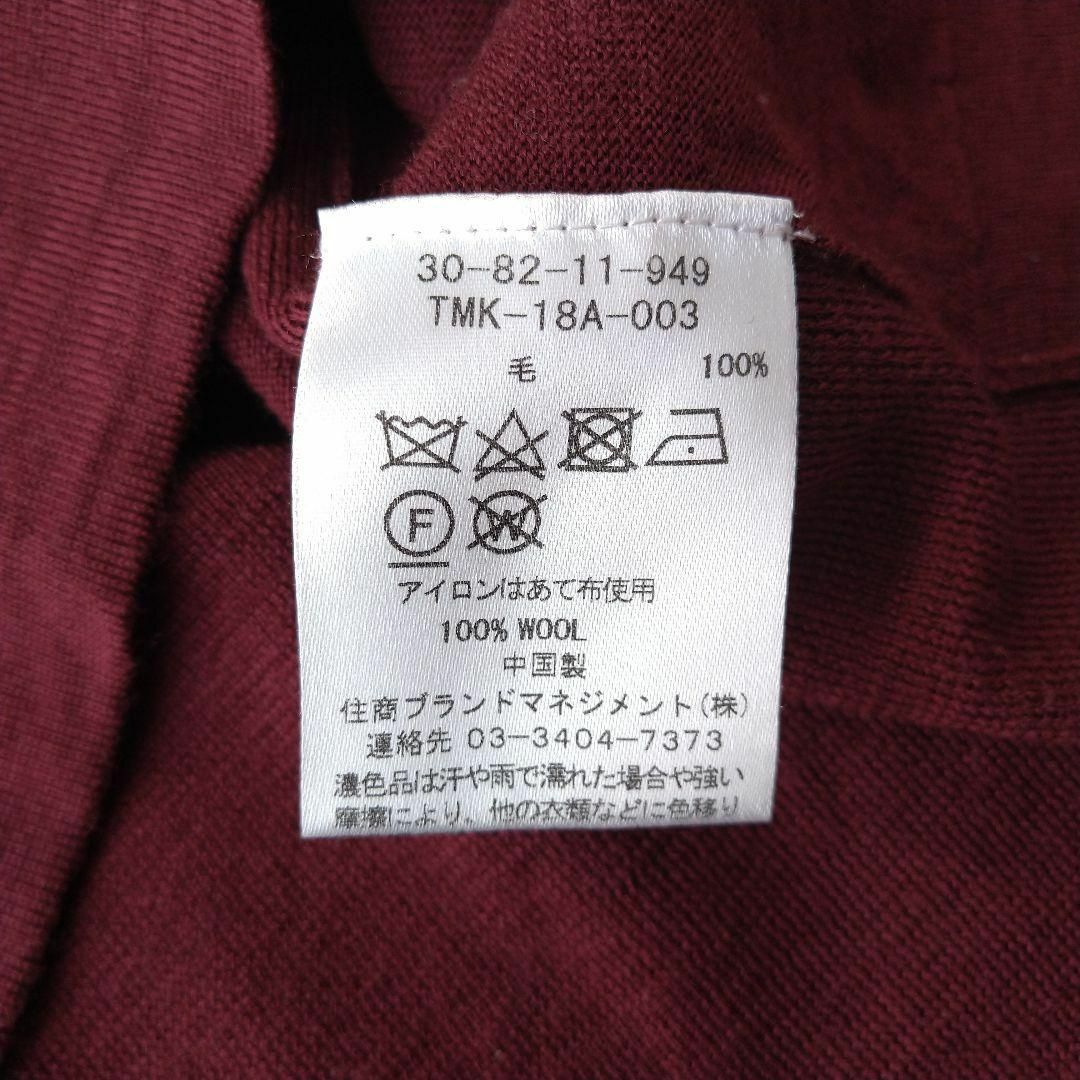 30-82-11-949
TMK-18A-003
毛 100%
F W
アイロンはあて布使用
100% WOOL
中国製
住商ブランドマネジメント(株)
連絡先 03-3404-7373
濃色品は汗や雨で濡れた場合や強い
摩擦により、他の衣類などに色移り